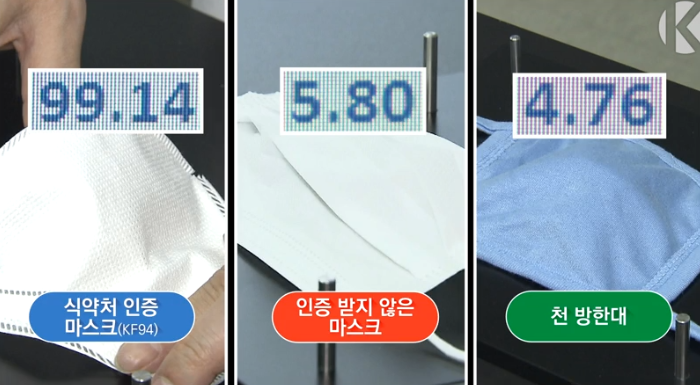 99.14
식약처 인증
마스크(KF94)
5.80
인증 받지 않은
마스크
4.76
천 방한대
K